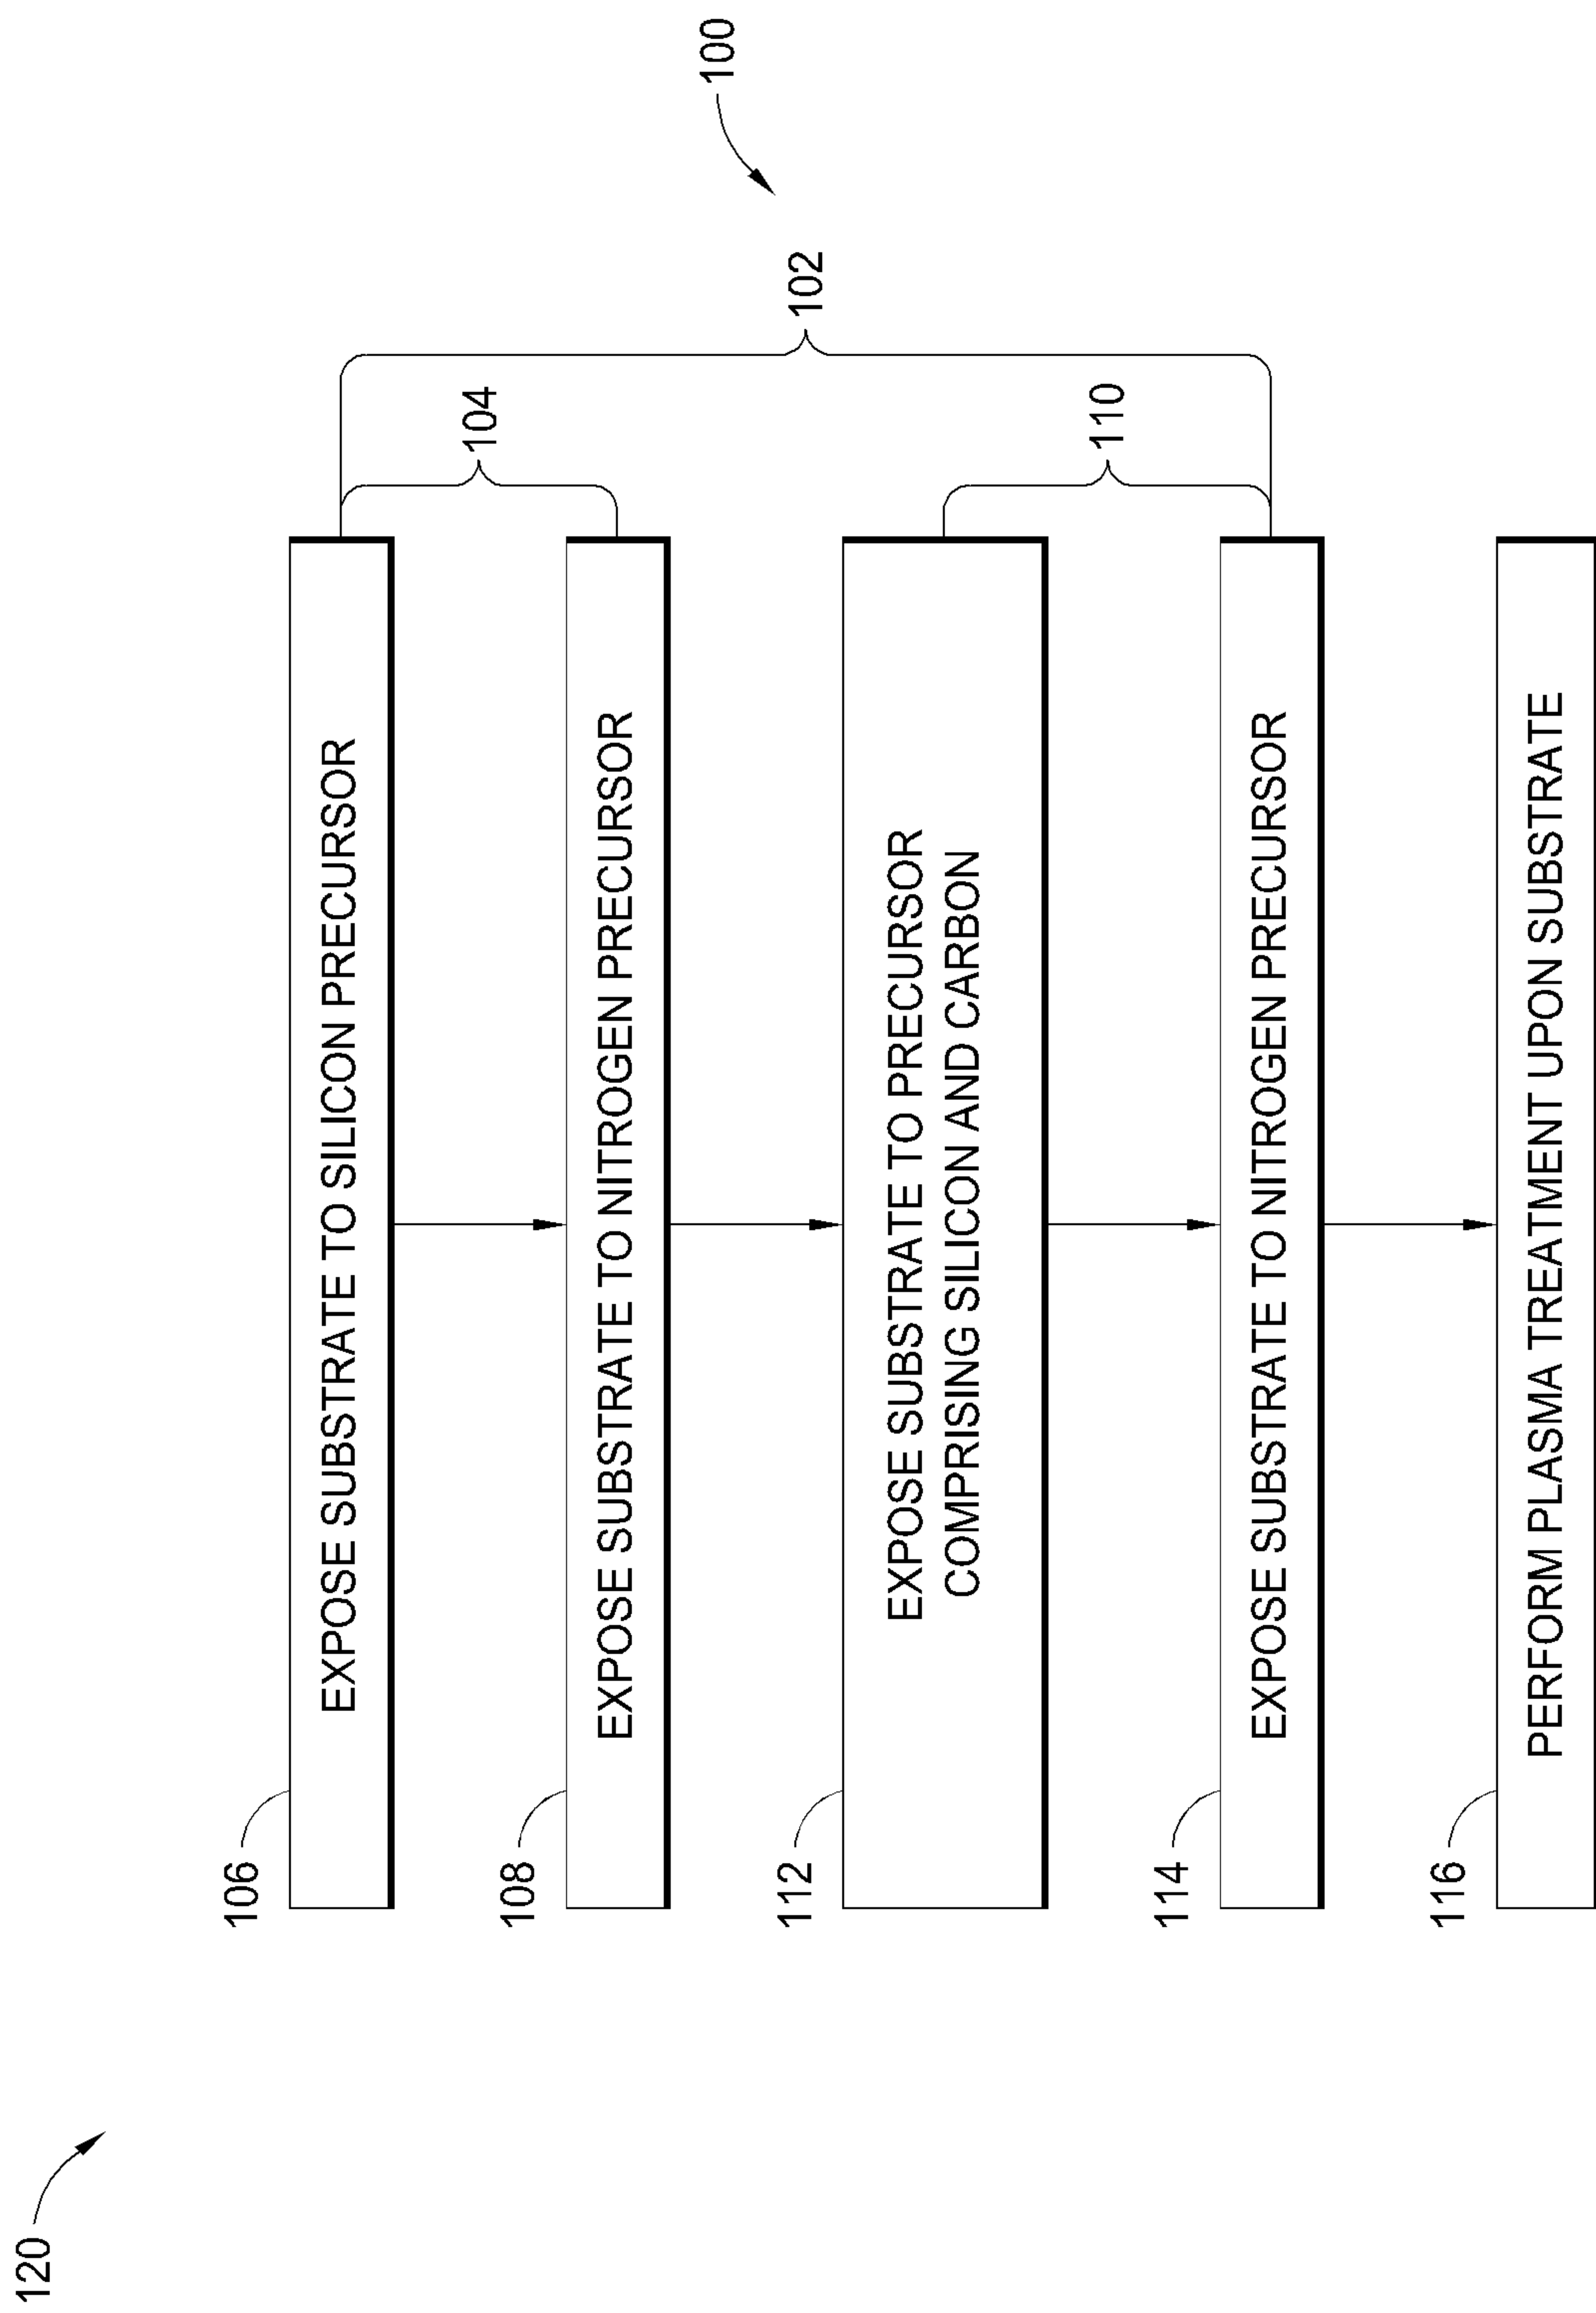 120
100
106
EXPOSE SUBSTRATE TO SILICON PRECURSOR
104
102
108
EXPOSE SUBSTRATE TO NITROGEN PRECURSOR
112
EXPOSE SUBSTRATE TO PRECURSOR
COMPRISING SILICON AND CARBON
110
114
EXPOSE SUBSTRATE TO NITROGEN PRECURSOR
116
PERFORM PLASMA TREATMENT UPON SUBSTRATE